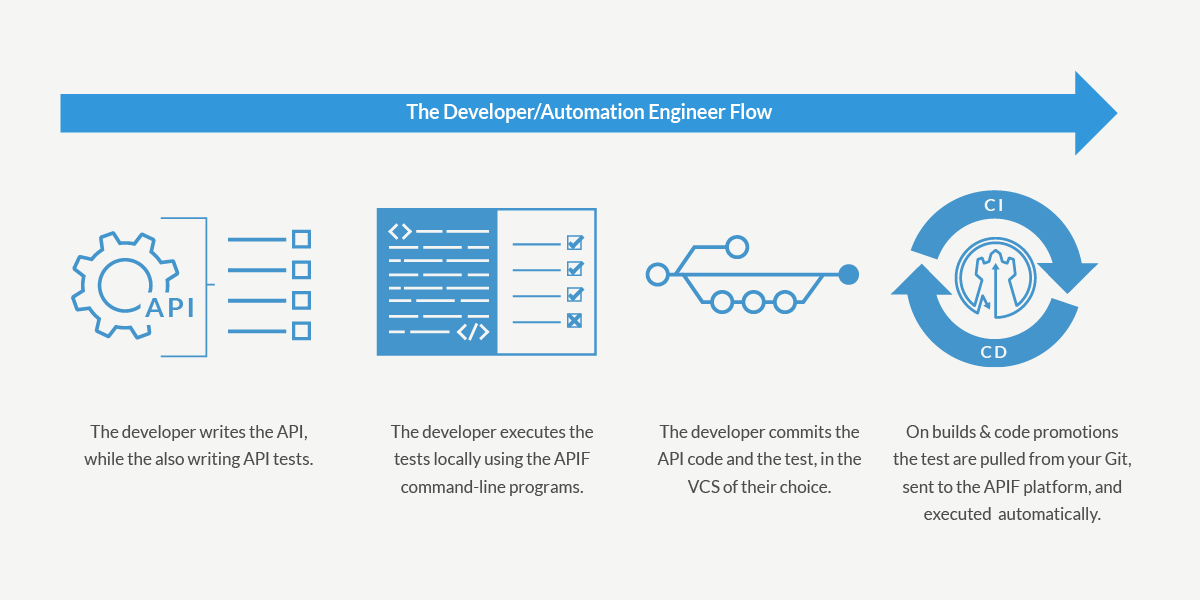 The Developer/Automation Engineer Flow
API
CI
CD
The developer writes the API,
while the also writing API tests.
The developer executes the
tests locally using the APIF
command-line programs.
The developer commits the
API code and the test, in the
VCS of their choice.
On builds & code promotions
the test are pulled from your Git,
sent to the APIF platform, and
executed  automatically.